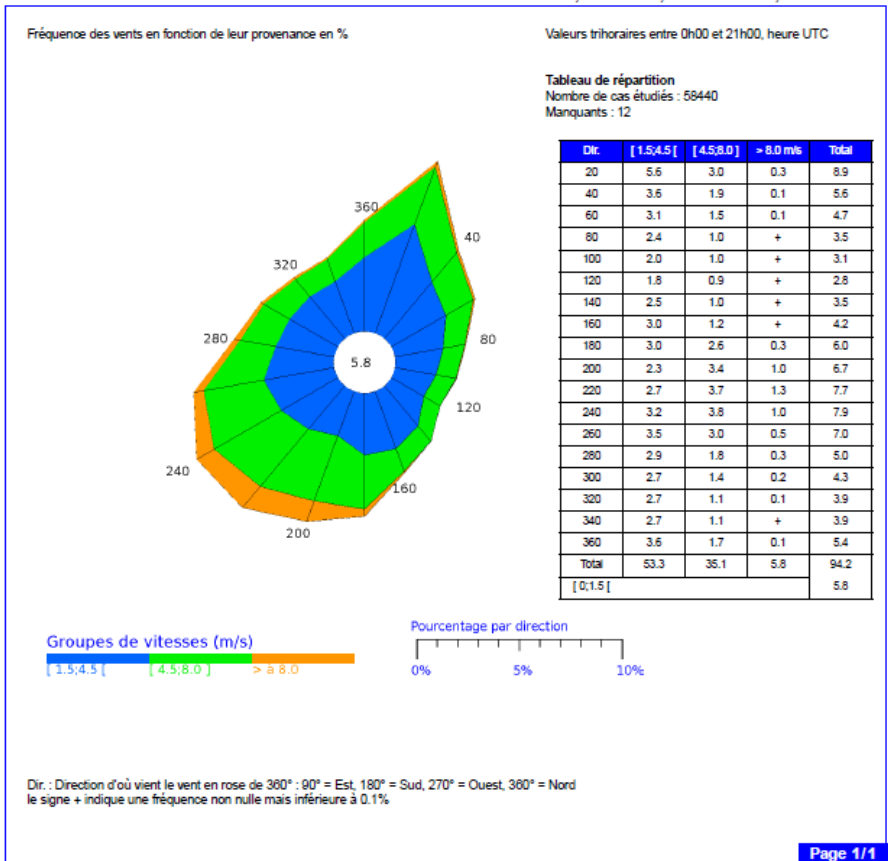 Fréquence des vents en fonction de leur provenance en %
Valeurs trihoraires entre 0h00 et 21h00, heure UTC
Tableau de répartition
Nombre de cas étudiés : 58440
Manquants : 12
Dir. [ 1.5;4.5 [ [ 4.5;8.0 ] > 8.0 m/s Total
20 5.6 3.0 0.3 8.9
40 3.6 1.9 0.1 5.6
60 3.1 1.5 0.1 4.7
80 2.4 1.0 + 3.5
100 2.0 1.0 + 3.1
120 1.8 0.9 + 2.8
140 2.5 1.0 + 3.5
160 3.0 1.2 + 4.2
180 3.0 2.6 0.3 6.0
200 2.3 3.4 1.0 6.7
220 2.7 3.7 1.3 7.7
240 3.2 3.8 1.0 7.9
260 3.5 3.0 0.5 7.0
280 2.9 1.8 0.3 5.0
300 2.7 1.4 0.2 4.3
320 2.7 1.1 0.1 3.9
340 2.7 1.1 + 3.9
360 3.6 1.7 0.1 5.4
Total 53.3 35.1 5.8 94.2
[ 0;1.5 [ 5.8
360
40
320
80
280
5.8
120
240
160
200
Groupes de vitesses (m/s)
[ 1.5;4.5 [ [ 4.5;8.0 ] > à 8.0
Pourcentage par direction
0% 5% 10%
Dir. : Direction d'où vient le vent en rose de 360° : 90° = Est, 180° = Sud, 270° = Ouest, 360° = Nord
le signe + indique une fréquence non nulle mais inférieure à 0.1%
Page 1/1